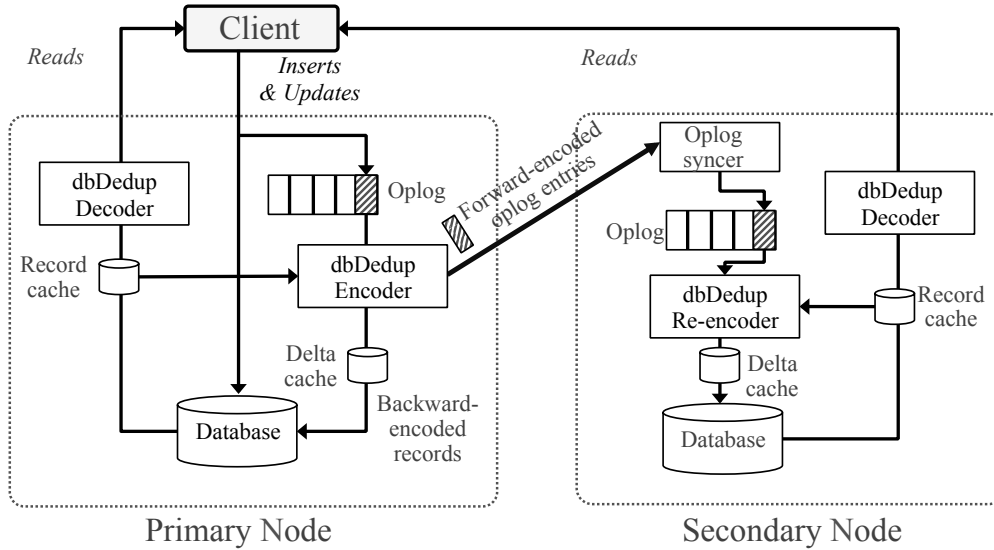 Client
Reads
Inserts
& Updates
Reads
dbDedup
Decoder
Oplog
Forward-encoded
oplog entries
Oplog
syncer
dbDedup
Decoder
Record
cache
dbDedup
Encoder
Oplog
dbDedup
Re-encoder
Record
cache
Delta
cache
Database
Backward-
encoded
records
Delta
cache
Database
Primary Node
Secondary Node